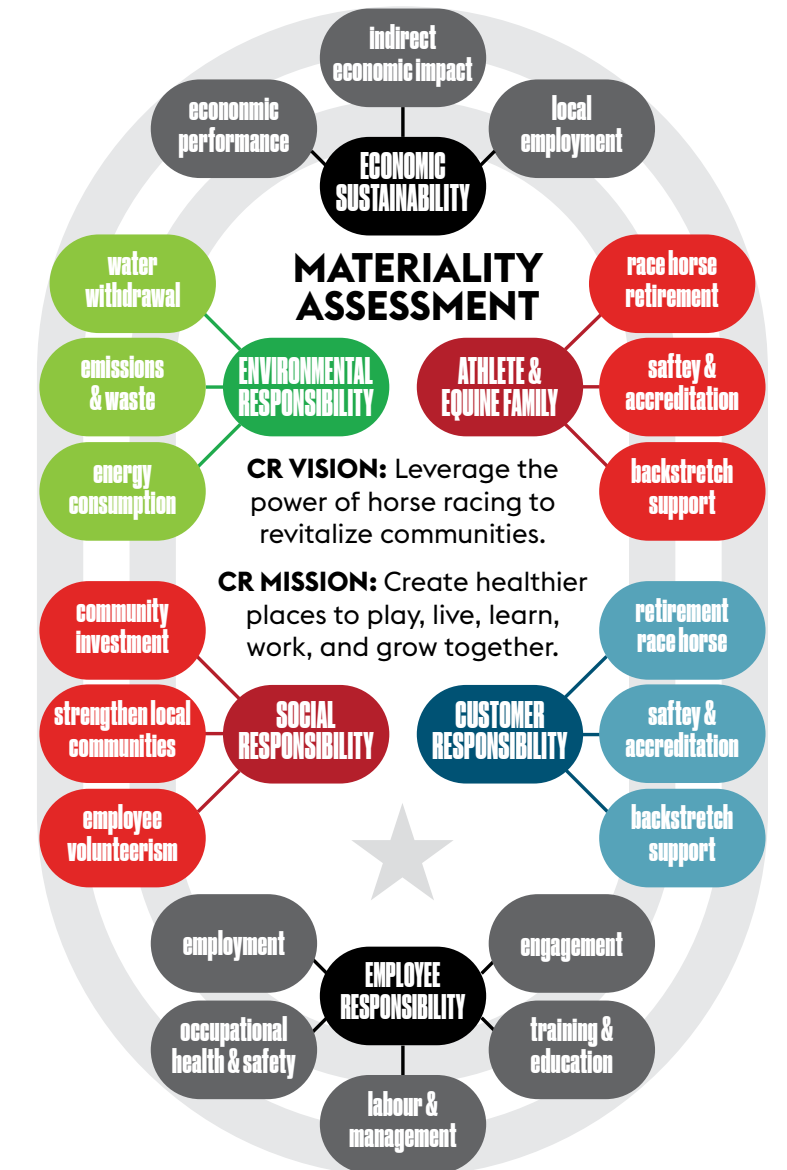 indirect
economic impact
econonmic
performance
local
employment
ECONOMIC
SUSTAINABILITY
MATERIALITY
ASSESSMENT
water
withdrawal
emissions
& waste
energy
consumption
ENVIRONMENTAL
RESPONSIBILITY
ATHLETE &
EQUINE FAMILY
race horse
retirement
saftey &
accreditation
backstretch
support
CR VISION: Leverage the
power of horse racing to
revitalize communities.
CR MISSION: Create healthier
places to play, live, learn,
work, and grow together.
community
investment
strengthen local
communities
employee
volunteerism
SOCIAL
RESPONSIBILITY
CUSTOMER
RESPONSIBILITY
retirement
race horse
saftey &
accreditation
backstretch
support
employment
engagement
EMPLOYEE
RESPONSIBILITY
occupational
health & safety
training &
education
labour &
management